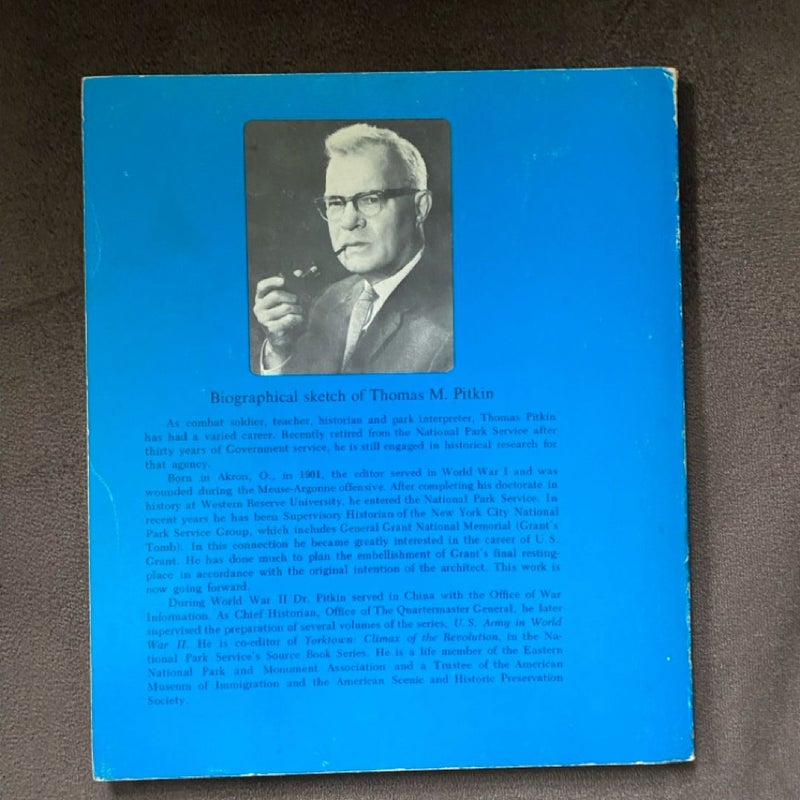 Biographical sketch of Thomas M. Pitkin
As combat soldier, teacher, historian and park interpreter, Thomas Pitkin
has had a varied career. Recently retired from the National Park Service after
thirty years of Government service, he is still engaged in historical research for
that agency.
Born in Akron, O., in 1901, the editor served in World War I and was
wounded during the Meuse-Argonne offensive. After completing his doctorate in
history at Western Reserve University, he entered the National Park Service. In
recent years he has been Supervisory Historian of the New York City National
Park Service Group, which includes General Grant National Memorial (Grant's
Tomb). In this connection he became greatly interested in the career of U. S.
Grant. He has done much to plan the embellishment of Grant's final resting-
place in accordance with the original intention of the architect. This work is
now going forward.
During World War II Dr. Pitkin served in China with the Office of War
Information. As Chief Historian, Office of The Quartermaster General, he later
supervised the preparation of several volumes of the series, U.S. Army in World
War II. He is co-editor of Yorktown: Climax of the Revolution, in the Na-
tional Park Service's Source Book Series. He is a life member of the Eastern
National Park and Monument Association and a Trustee of the American
Museum of Immigration and the American Scenic and Historic Preservation
Society.